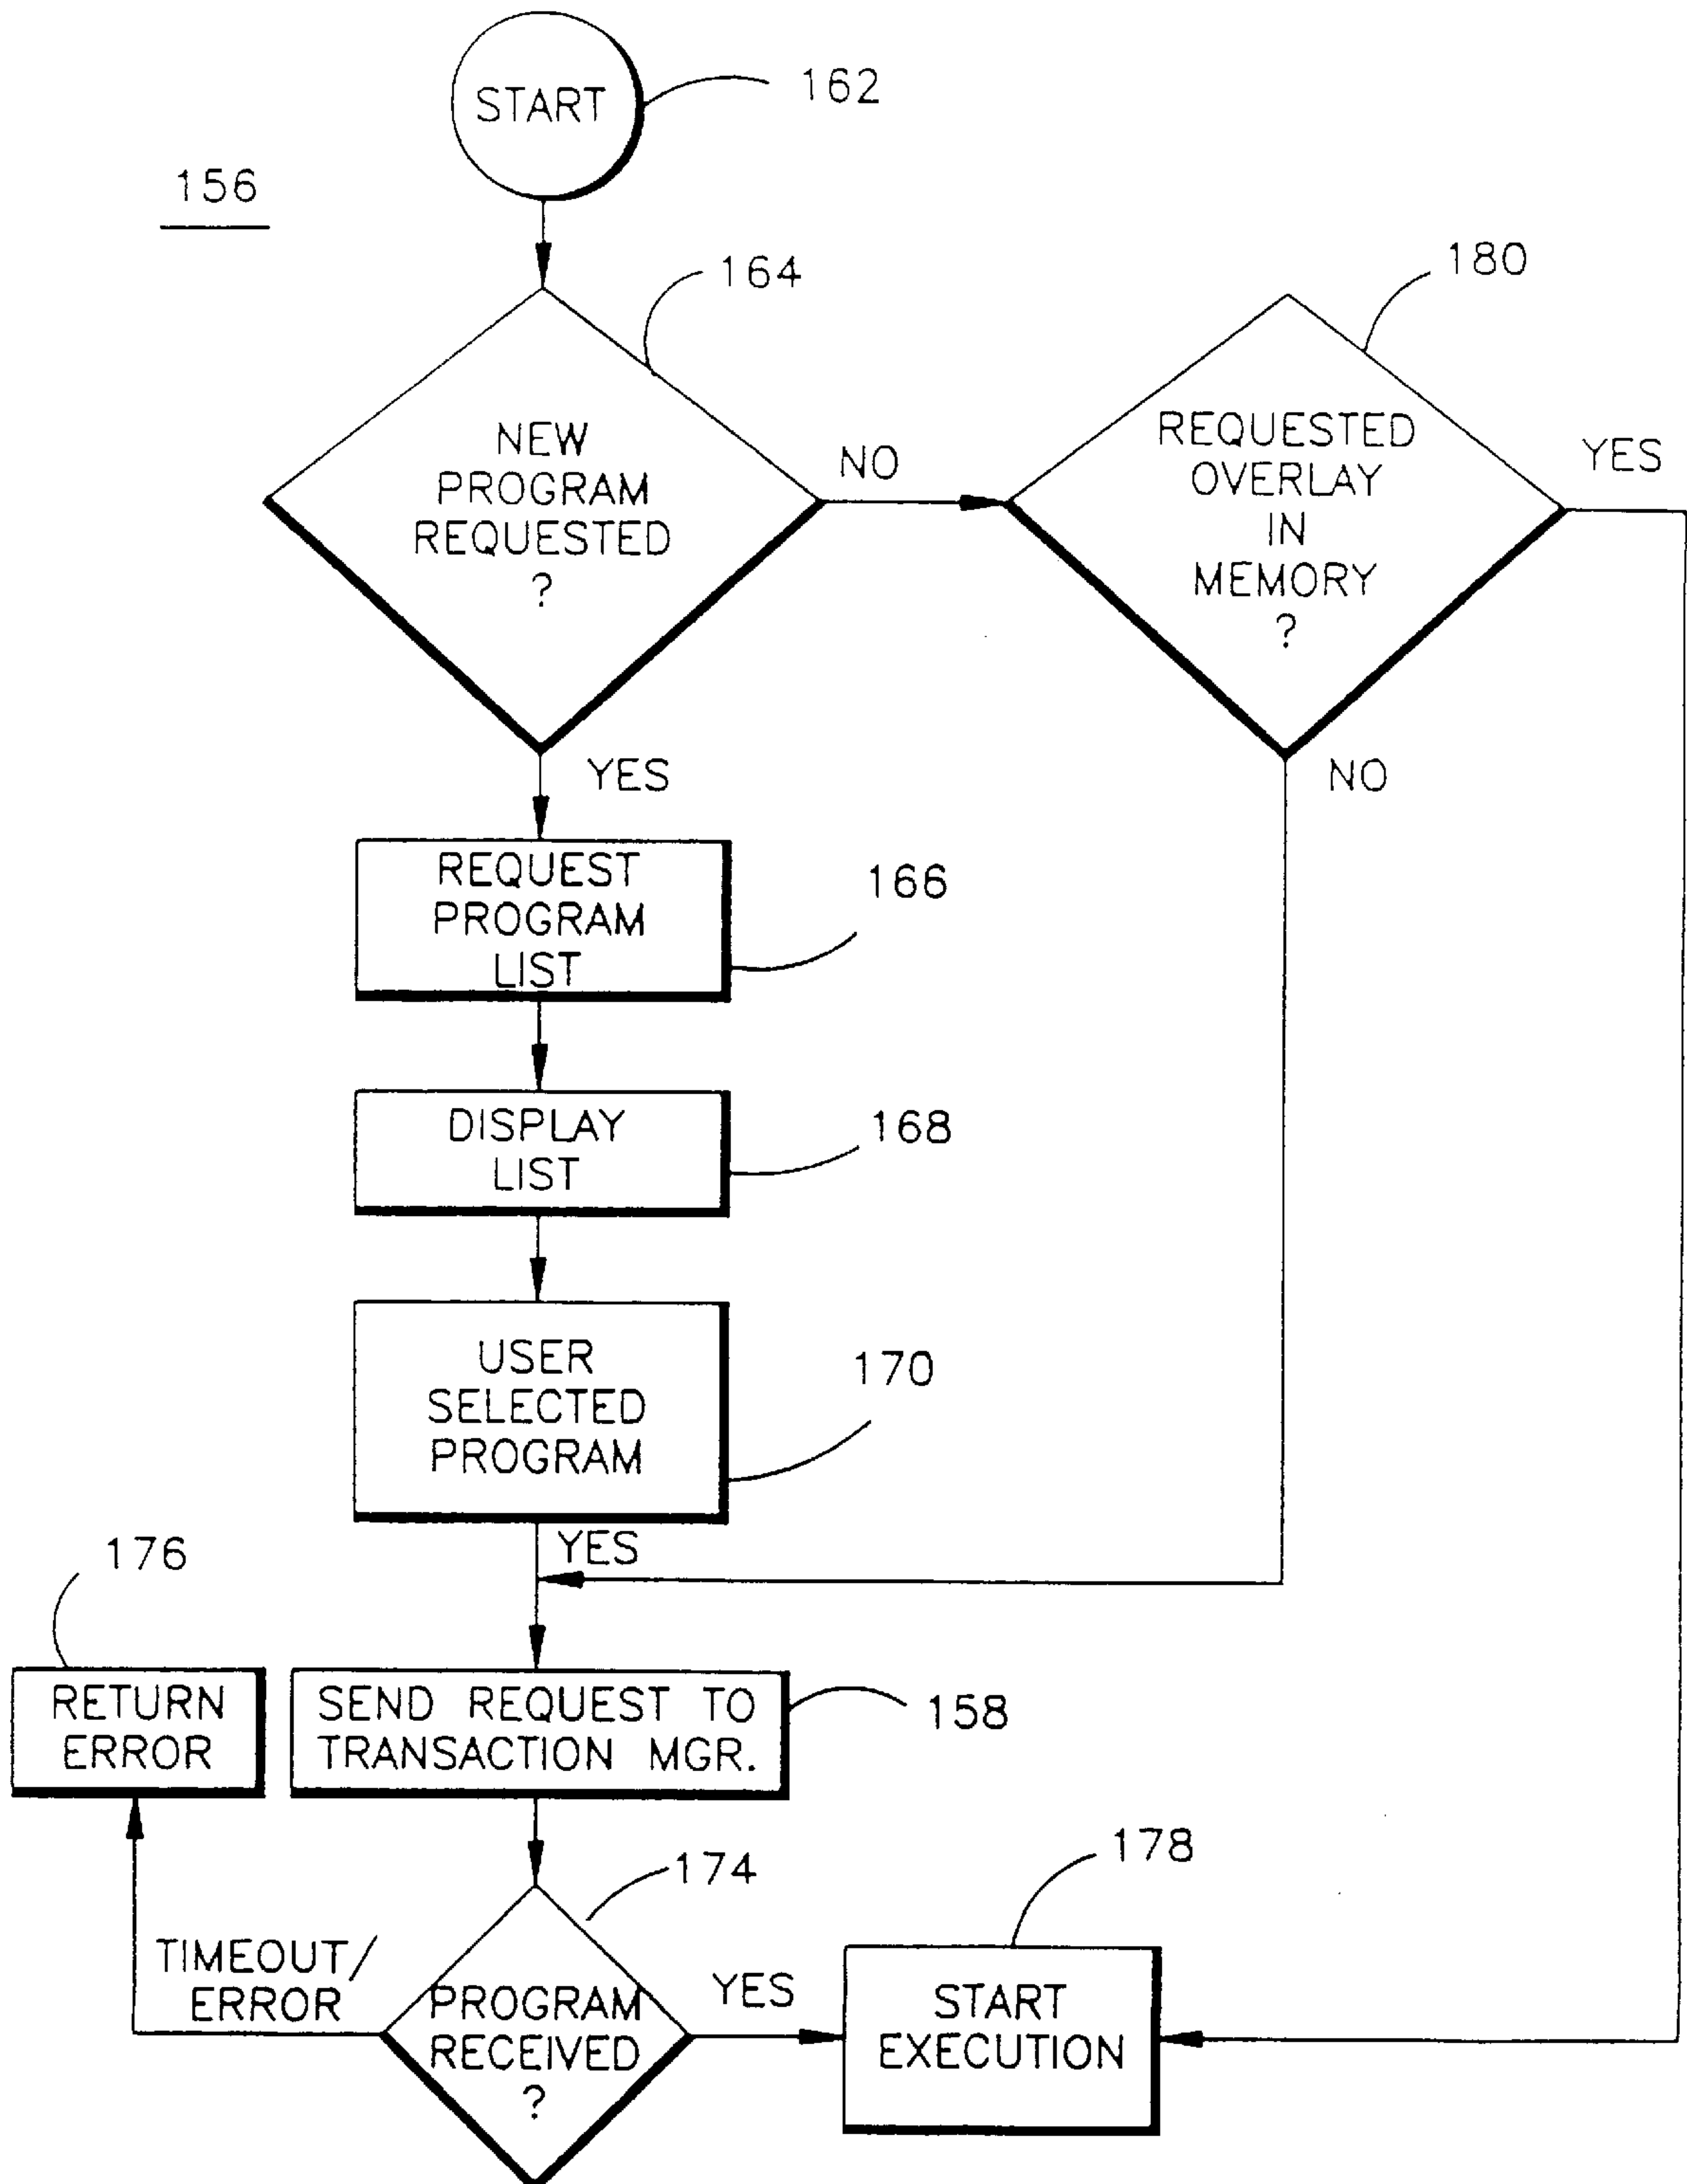 START
162
156
164
180
NEW
PROGRAM
REQUESTED
?
NO
REQUESTED
OVERLAY
IN
MEMORY
?
YES
YES
NO
REQUEST
PROGRAM
LIST
166
DISPLAY
LIST
168
USER
SELECTED
PROGRAM
170
YES
176
RETURN
ERROR
SEND REQUEST TO
TRANSACTION MGR.
158
174
178
TIMEOUT/
ERROR
PROGRAM
RECEIVED
?
YES
START
EXECUTION